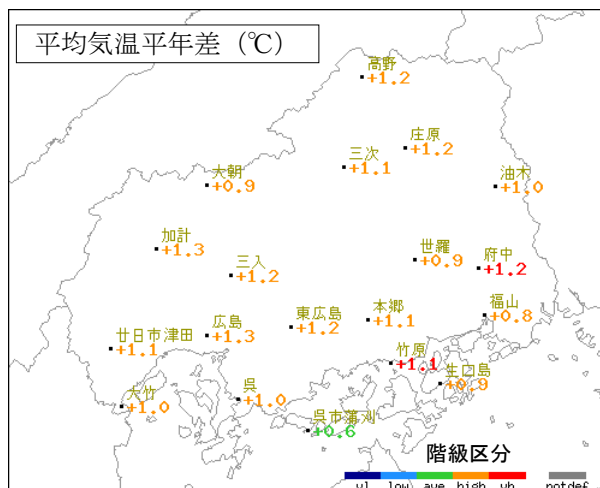 平均気温平年差（℃）
高野
+1.2
庄原
+1.2
三次
+1.1
大朝
+0.9
油木
+1.0
加計
+1.3
世羅
+0.9
府中
+1.2
三入
+1.2
福山
+0.8
本郷
+1.1
東広島
+1.2
広島
+1.3
廿日市津田
+1.1
竹原
+1.1
生口島
+0.9
呉
+1.0
大竹
+1.0
呉市蒲刈
+0.6
階級区分
vl low ave high vh notdef